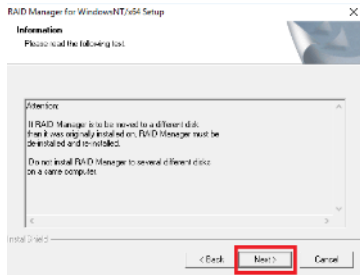 RAID Manager for WindowsNT/x64 Setup
Information
Please read the following text.
Attention:
If RAID Manager is to be moved to a different disk
than it was originally installed on, RAID Manager must be
de-installed and re-installed.
Do not install RAID Manager to several different disks
on a same computer.
InstallShield
< Back
Next >
Cancel